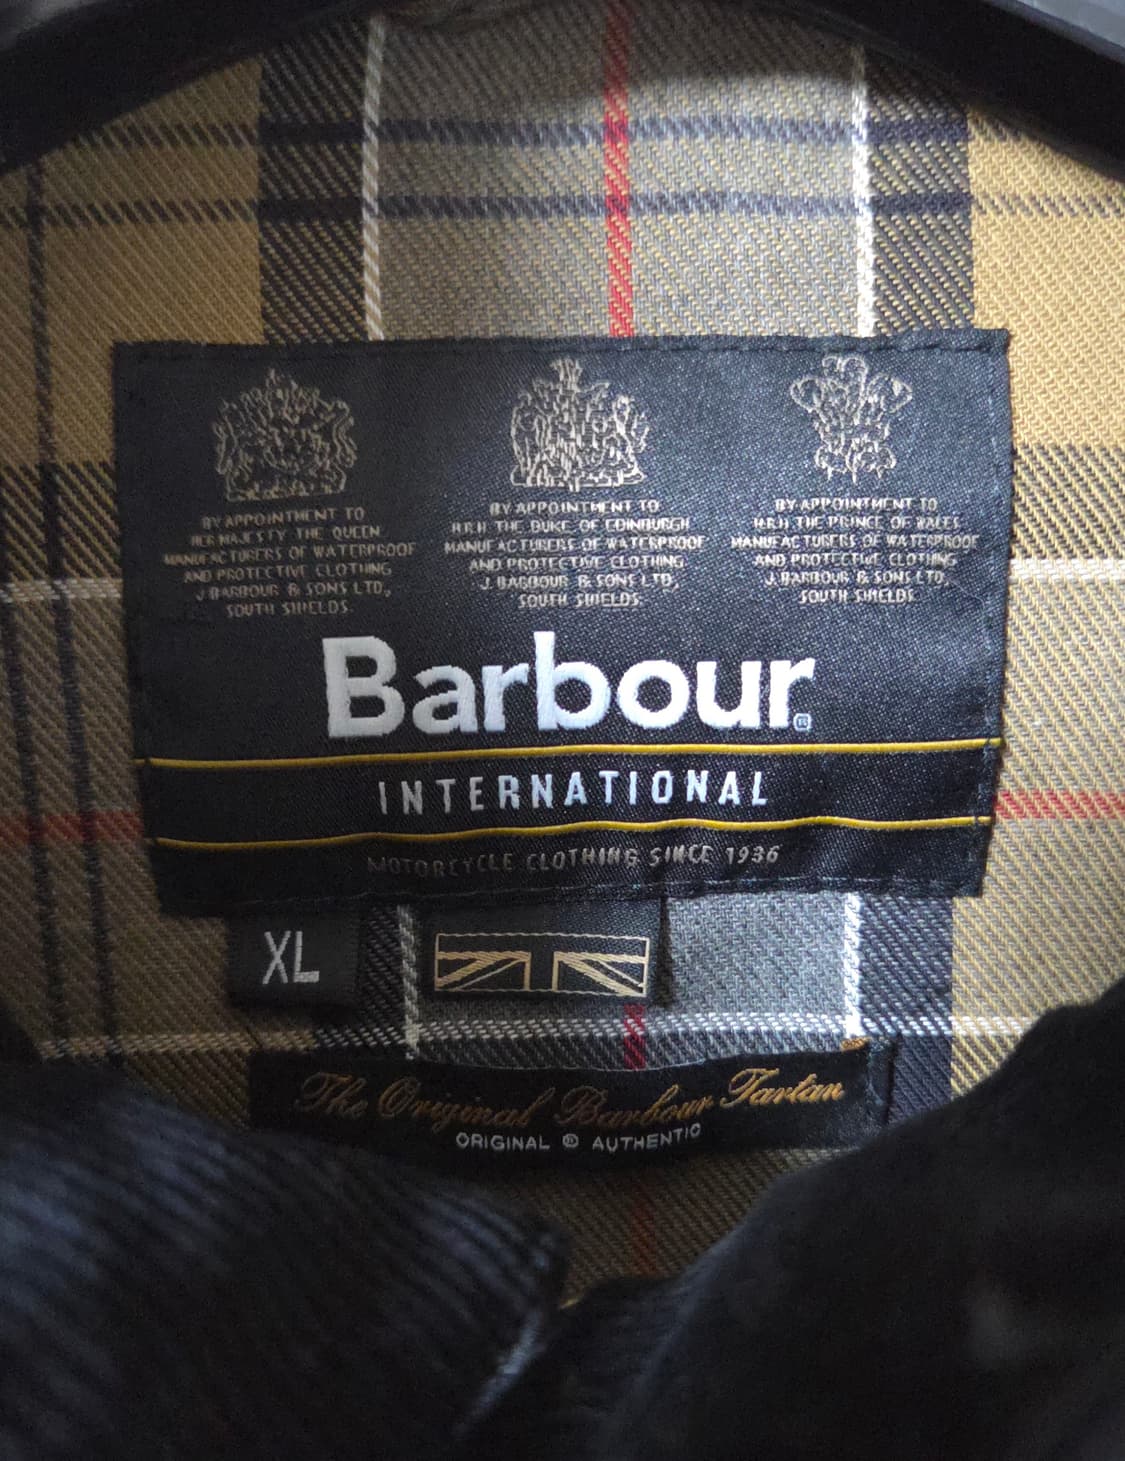 BY APPOINTMENT TO
HER MAJESTY THE QUEEN
MANUFACTURERS OF WATERPROOF
AND PROTECTIVE CLOTHING
J. BARBOUR & SONS LTD,
SOUTH SHIELDS.
BY APPOINTMENT TO
H.R.H THE DUKE OF EDINBURGH
MANUFACTURERS OF WATERPROOF
AND PROTECTIVE CLOTHING
J. BARBOUR & SONS LTD,
SOUTH SHIELDS.
BY APPOINTMENT TO
H.R.H THE PRINCE OF WALES
MANUFACTURERS OF WATERPROOF
AND PROTECTIVE CLOTHING
J. BARBOUR & SONS LTD,
SOUTH SHIELDS
Barbour®
INTERNATIONAL
MOTORCYCLE CLOTHING SINCE 1936
XL
The Original Barbour Tartan
ORIGINAL ® AUTHENTIC